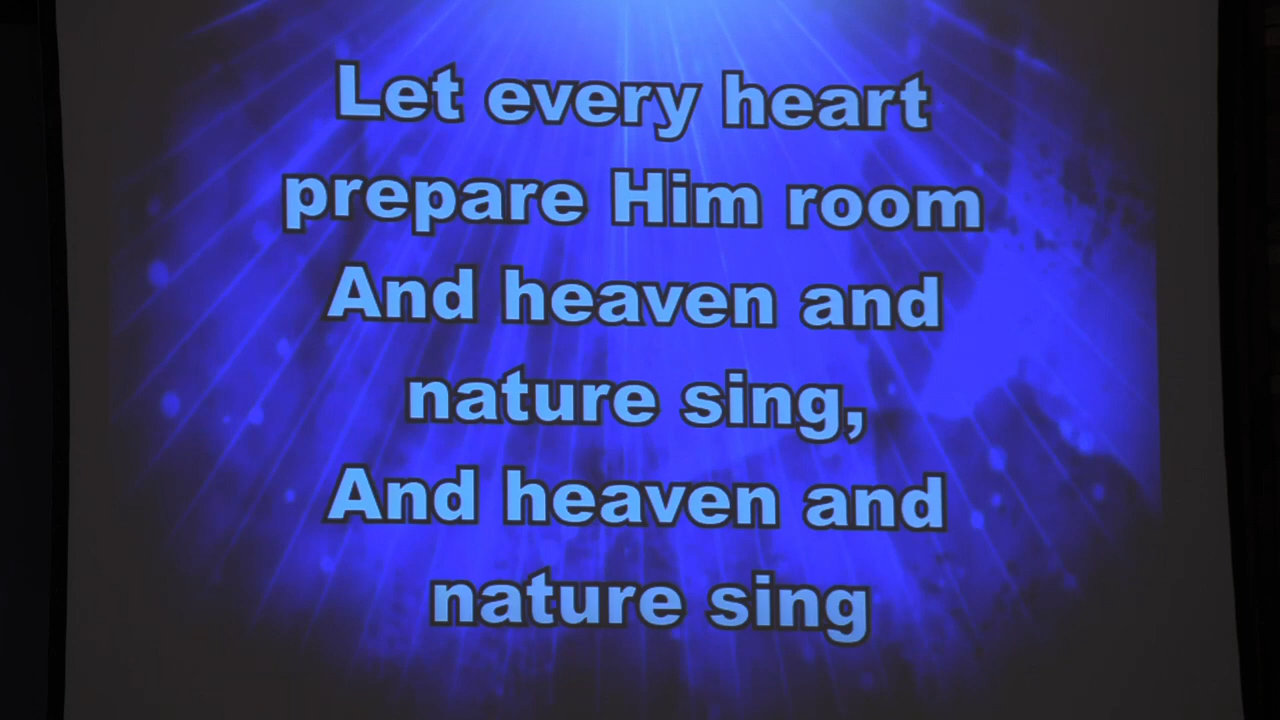 Let every heart
prepare Him room
And heaven and
nature sing,
And heaven and
nature sing